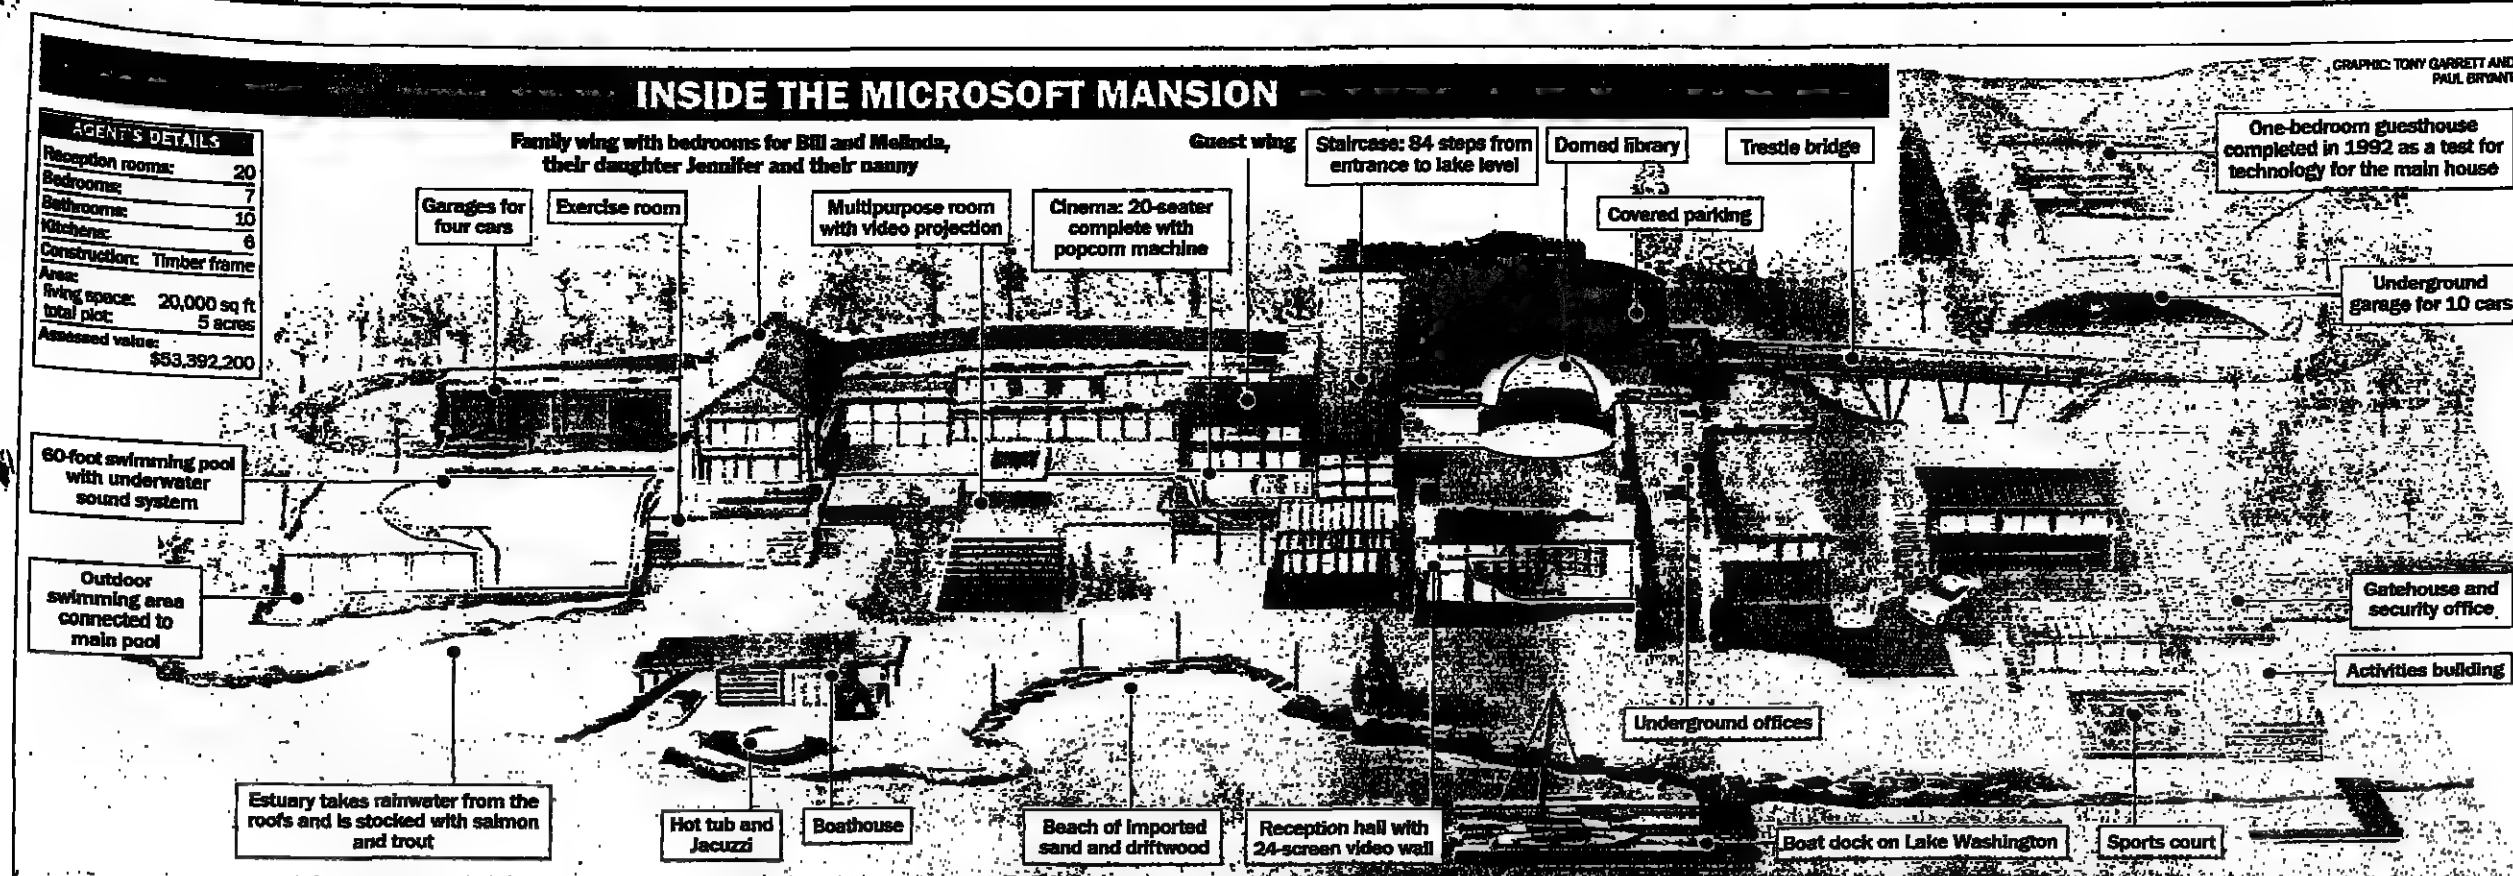 GRAPHIC: TONY GARRETT AND
PAUL BRYANT
INSIDE THE MICROSOFT MANSION
AGENT'S DETAILS
Reception rooms: 20
Bedrooms: 7
Bathrooms: 10
Kitchens: 6
Construction: Timber frame
Area:
living space: 20,000 sq ft
total plot: 5 acres
Assessed value:
$53,392,200
Family wing with bedrooms for Bill and Melinda,
their daughter Jennifer and their nanny
Guest wing
Staircase: 84 steps from
entrance to lake level
Domed library
Trestle bridge
One-bedroom guesthouse
completed in 1992 as a test for
technology for the main house
Garages for
four cars
Exercise room
Multipurpose room
with video projection
Cinema: 20-seater
complete with
popcorn machine
Covered parking
Underground
garage for 10 cars
60-foot swimming pool
with underwater
sound system
Outdoor
swimming area
connected to
main pool
Gatehouse and
security office
Activities building
Underground offices
Estuary takes rainwater from the
roofs and is stocked with salmon
and trout
Hot tub and
Jacuzzi
Boathouse
Beach of imported
sand and driftwood
Reception hall with
24-screen video wall
Boat dock on Lake Washington
Sports court